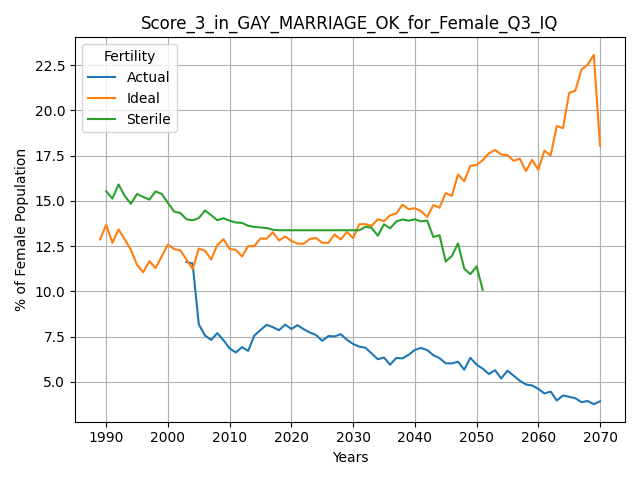 Score_3_in_GAY_MARRIAGE_OK_for_Female_Q3_IQ
Fertility
Actual
Ideal
Sterile
% of Female Population
22.5
20.0
17.5
15.0
12.5
10.0
7.5
5.0
1990 2000 2010 2020 2030 2040 2050 2060 2070
Years